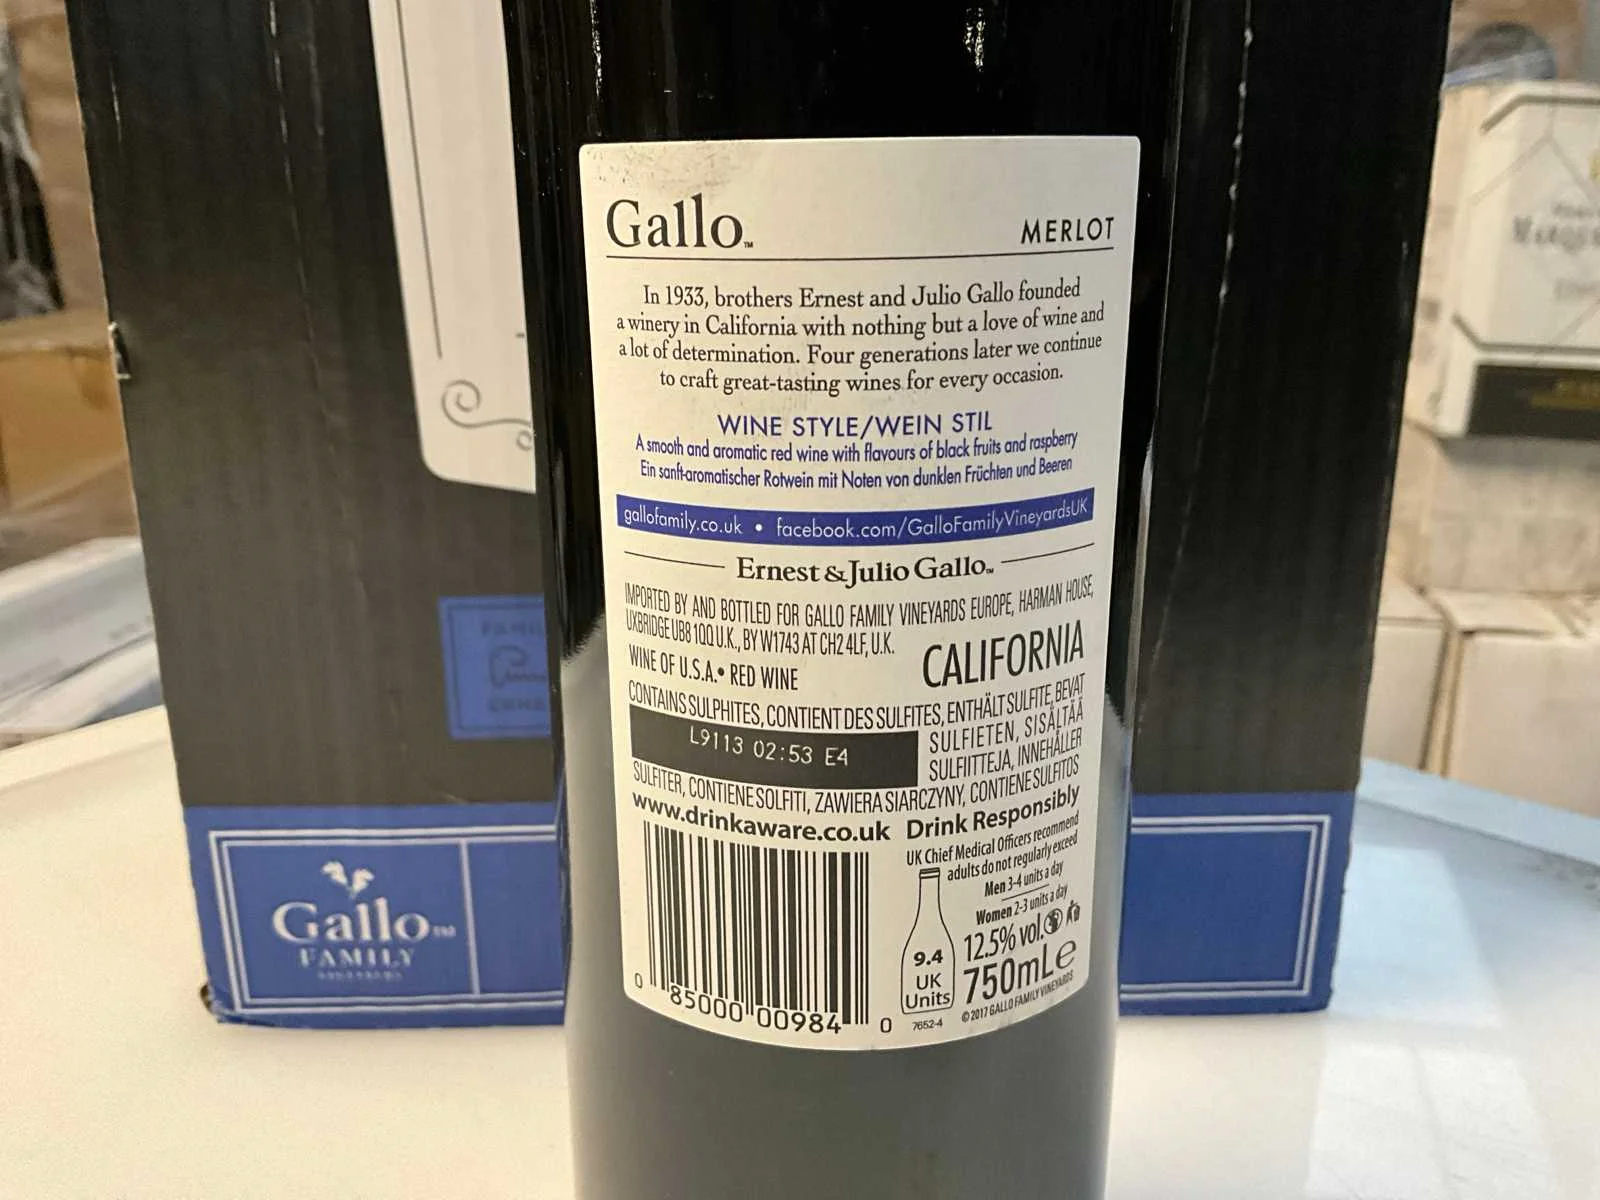 Gallo™
MERLOT
In 1933, brothers Ernest and Julio Gallo founded
a winery in California with nothing but a love of wine and
a lot of determination. Four generations later we continue
to craft great-tasting wines for every occasion.
WINE STYLE/WEIN STIL
A smooth and aromatic red wine with flavours of black fruits and raspberry
Ein sanft-aromatischer Rotwein mit Noten von dunklen Früchten und Beeren
gallofamily.co.uk • facebook.com/GalloFamilyVineyardsUK
Ernest & Julio Gallo™
IMPORTED BY AND BOTTLED FOR GALLO FAMILY VINEYARDS EUROPE, HARMAN HOUSE,
UXBRIDGE UB8 1QQ U.K., BY W1743 AT CH2 4LF, U.K.
WINE OF U.S.A.• RED WINE
CALIFORNIA
CONTAINS SULPHITES, CONTIENT DES SULFITES, ENTHÄLT SULFITE, BEVAT
SULFIETEN, SISÄLTÄÄ
SULFIITTEJA, INNEHÅLLER
L9113 02:53 E4
SULFITER, CONTIENE SOLFITI, ZAWIERA SIARCZYNY, CONTIENE SULFITOS
www.drinkaware.co.uk
Drink Responsibly
UK Chief Medical Officers recommend
adults do not regularly exceed
Men 3-4 units a day
Women 2-3 units a day
9.4
UK
Units
12.5% vol.
750mLe
© 2017 GALLO FAMILY VINEYARDS
7652-4
0 85000 00984 0
Gallo™
FAMILY